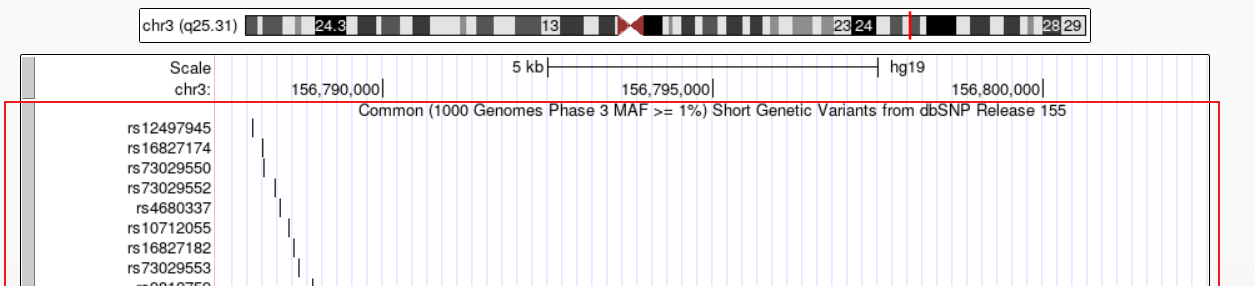 chr3 (q25.31) 24.3 13 23 24 28 29
Scale 5 kb hg19
chr3: 156,790,000 156,795,000 156,800,000
Common (1000 Genomes Phase 3 MAF >= 1%) Short Genetic Variants from dbSNP Release 155
rs12497945
rs16827174
rs73029550
rs73029552
rs4680337
rs10712055
rs16827182
rs73029553